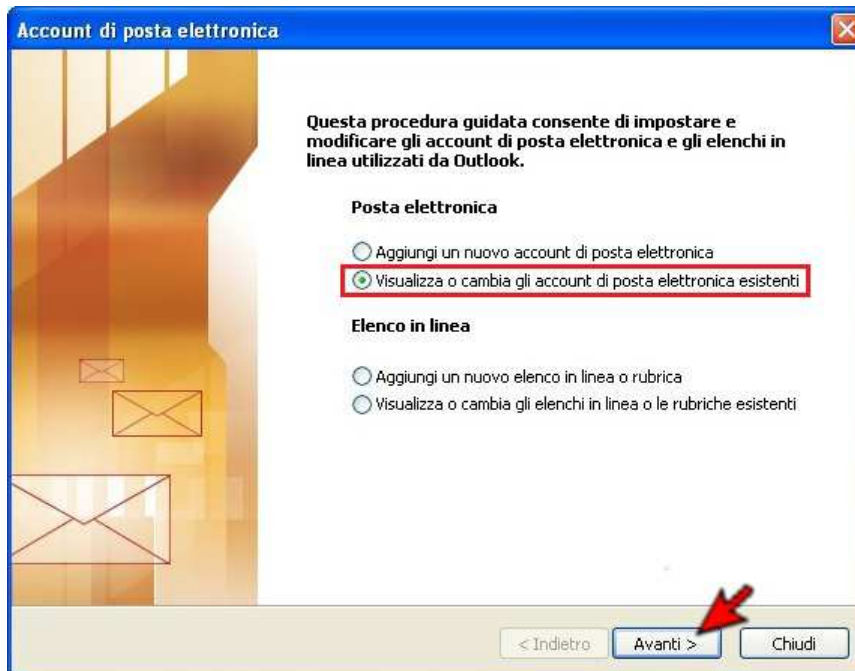 Account di posta elettronica
Questa procedura guidata consente di impostare e
modificare gli account di posta elettronica e gli elenchi in
linea utilizzati da Outlook.
Posta elettronica
Aggiungi un nuovo account di posta elettronica
Visualizza o cambia gli account di posta elettronica esistenti
Elenco in linea
Aggiungi un nuovo elenco in linea o rubrica
Visualizza o cambia gli elenchi in linea o le rubriche esistenti
< Indietro Avanti > Chiudi